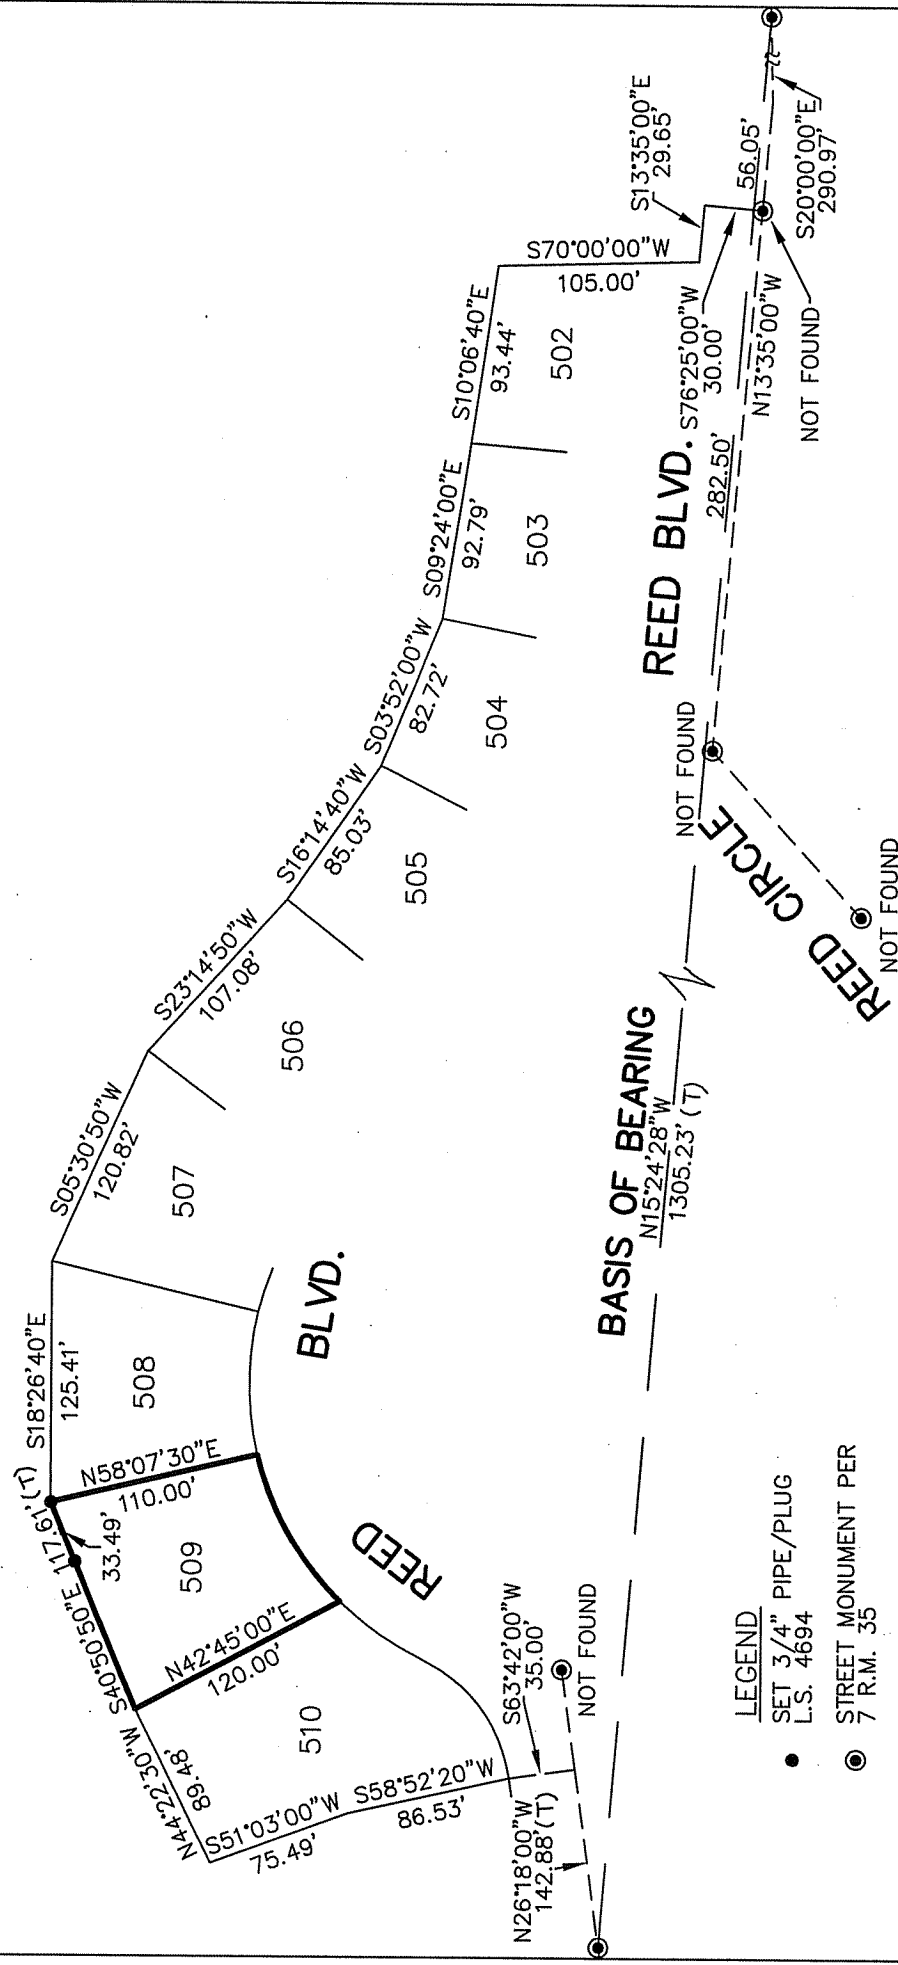 N44°22'30"W
89.48'
S51°03'00"W
75.49'
S58°52'20"W
86.53'
510
S40°50'50"E 117.61'(T)
33.49'
N42°45'00"E
120.00'
509
N58°07'30"E
110.00'
S18°26'40"E
125.41'
508
S05°30'50"W
120.82'
507
S23°14'50"W
107.08'
506
S16°14'40"W
85.03'
505
S03°52'00"W
82.72'
504
S09°24'00"E
92.79'
503
S10°06'40"E
93.44'
502
S70°00'00"W
105.00'
S13°35'00"E
29.65'
56.05'
S20°00'00"E
290.97'
S76°25'00"W
30.00'
N13°35'00"W
282.50'
NOT FOUND
REED BLVD.
NOT FOUND
REED CIRCLE
NOT FOUND
BASIS OF BEARING
N15°24'28"W
1305.23' (T)
REED
BLVD.
S63°42'00"W
35.00'
NOT FOUND
N26°18'00"W
142.88'(T)
LEGEND
SET 3/4" PIPE/PLUG
L.S. 4694
STREET MONUMENT PER
7 R.M. 35